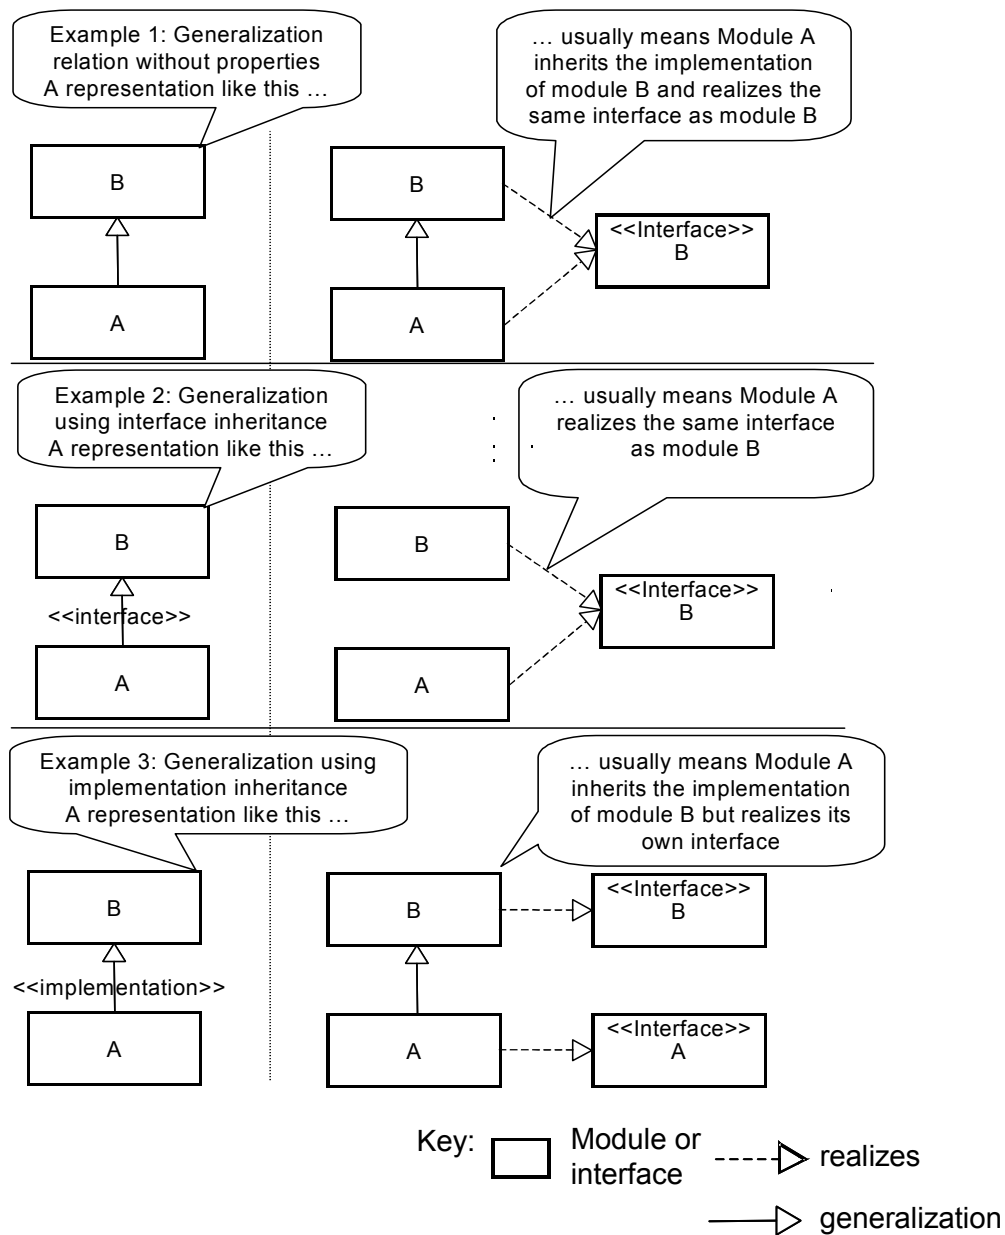 Example 1: Generalization
relation without properties
A representation like this …
… usually means Module A
inherits the implementation
of module B and realizes the
same interface as module B
B
A
B
A
<<Interface>>
B
Example 2: Generalization
using interface inheritance
A representation like this …
… usually means Module A
realizes the same interface
as module B
B
<<interface>>
A
B
A
<<Interface>>
B
Example 3: Generalization using
implementation inheritance
A representation like this …
… usually means Module A
inherits the implementation
of module B but realizes its
own interface
B
<<implementation>>
A
B
A
<<Interface>>
B
<<Interface>>
A
Key:
Module or
interface
realizes
generalization